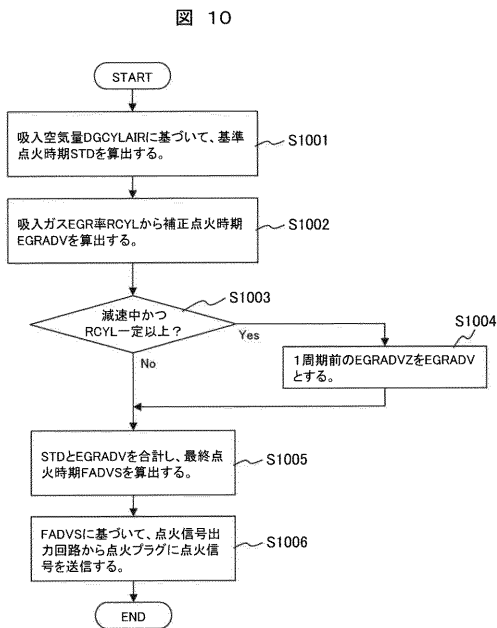 図 10
START
吸入空気量DGCYLAIRに基づいて、基準
点火時期STDを算出する。
S1001
吸入ガスEGR率RCYLから補正点火時期
EGRADVを算出する。
S1002
減速中かつ
RCYL一定以上?
S1003
Yes
No
1周期前のEGRADVZをEGRADV
とする。
S1004
STDとEGRADVを合計し、最終点
火時期FADVSを算出する。
S1005
FADVSに基づいて、点火信号出
力回路から点火プラグに点火信
号を送信する。
S1006
END